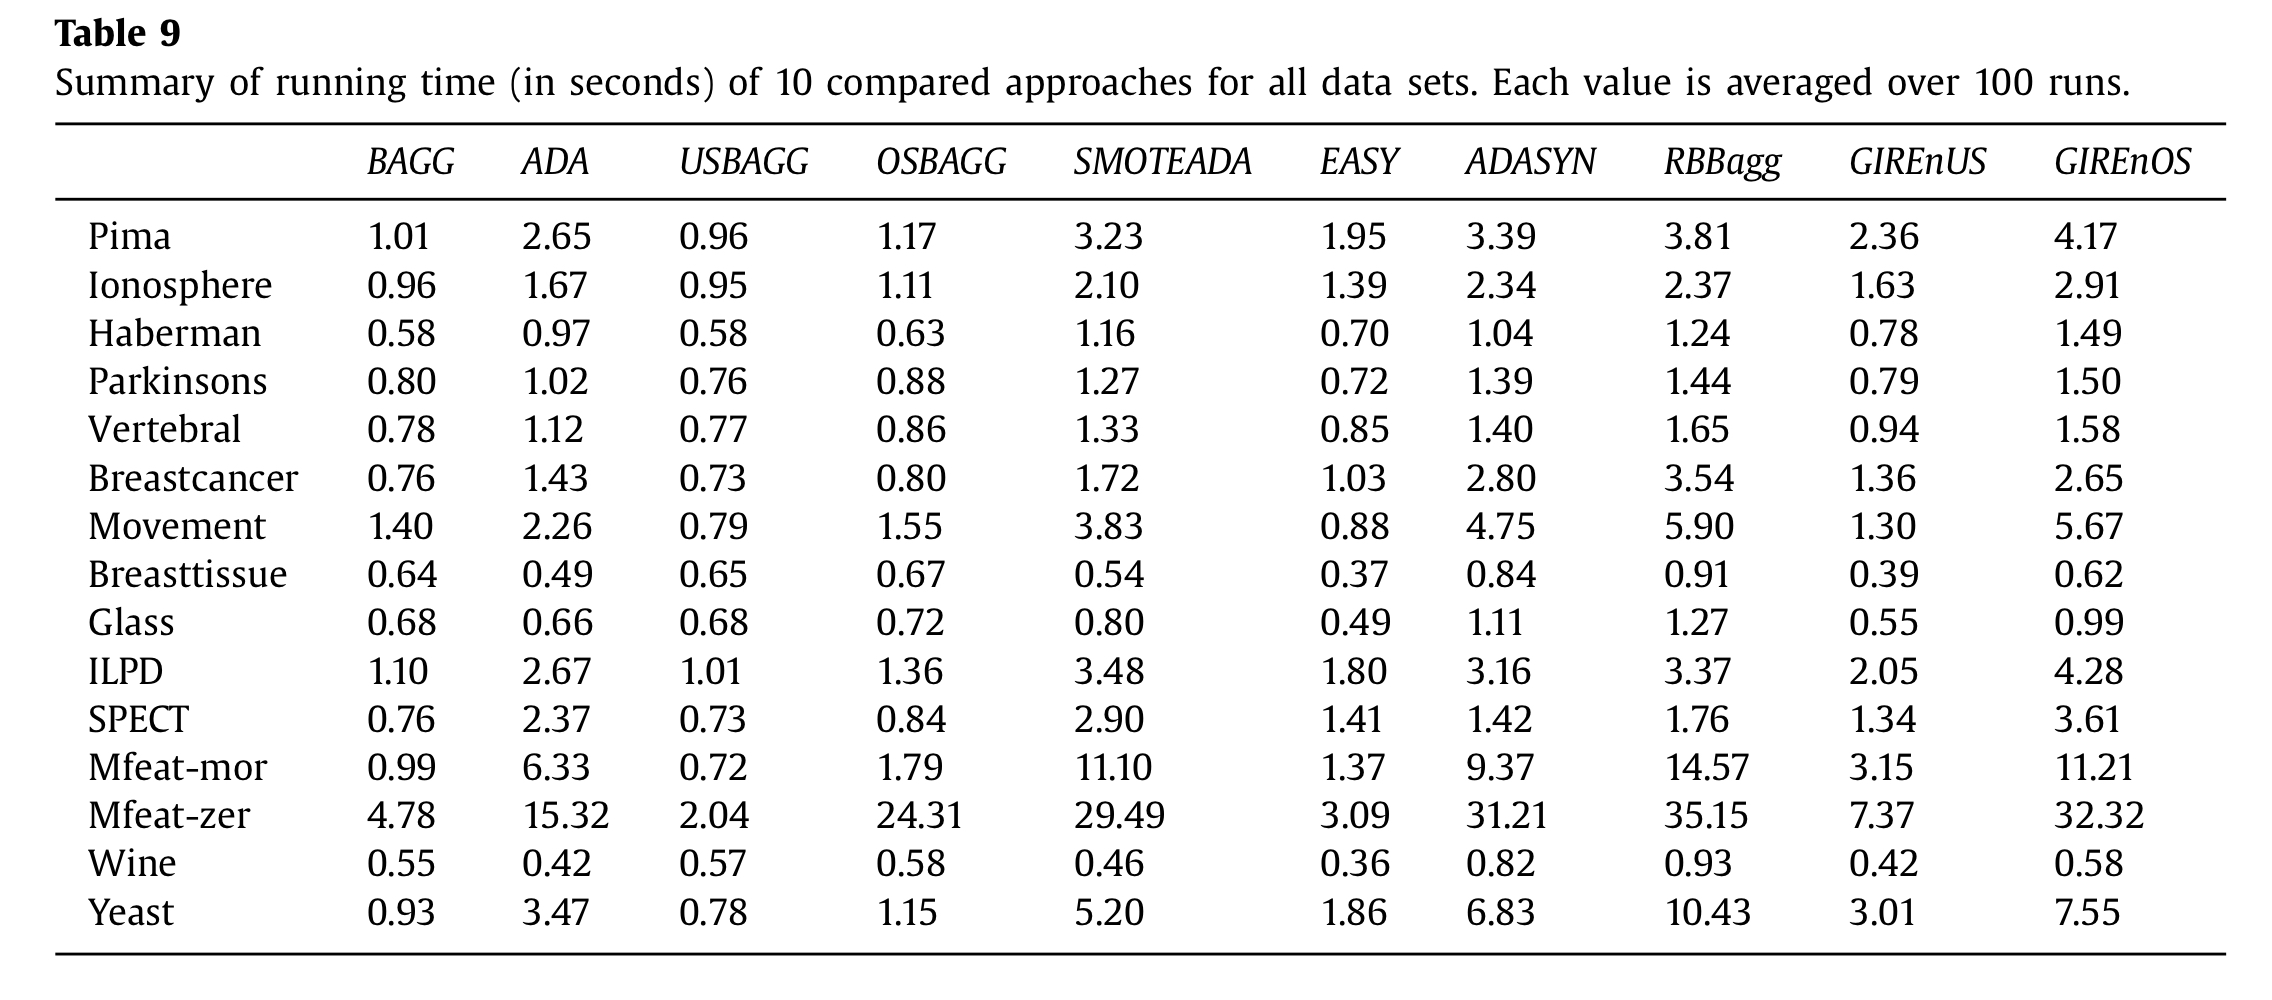 Table 9
Summary of running time (in seconds) of 10 compared approaches for all data sets. Each value is averaged over 100 runs.
BAGG ADA USBAGG OSBAGG SMOTEADA EASY ADASYN RBBagg GIREnUS GIREnOS
Pima 1.01 2.65 0.96 1.17 3.23 1.95 3.39 3.81 2.36 4.17
Ionosphere 0.96 1.67 0.95 1.11 2.10 1.39 2.34 2.37 1.63 2.91
Haberman 0.58 0.97 0.58 0.63 1.16 0.70 1.04 1.24 0.78 1.49
Parkinsons 0.80 1.02 0.76 0.88 1.27 0.72 1.39 1.44 0.79 1.50
Vertebral 0.78 1.12 0.77 0.86 1.33 0.85 1.40 1.65 0.94 1.58
Breastcancer 0.76 1.43 0.73 0.80 1.72 1.03 2.80 3.54 1.36 2.65
Movement 1.40 2.26 0.79 1.55 3.83 0.88 4.75 5.90 1.30 5.67
Breasttissue 0.64 0.49 0.65 0.67 0.54 0.37 0.84 0.91 0.39 0.62
Glass 0.68 0.66 0.68 0.72 0.80 0.49 1.11 1.27 0.55 0.99
ILPD 1.10 2.67 1.01 1.36 3.48 1.80 3.16 3.37 2.05 4.28
SPECT 0.76 2.37 0.73 0.84 2.90 1.41 1.42 1.76 1.34 3.61
Mfeat-mor 0.99 6.33 0.72 1.79 11.10 1.37 9.37 14.57 3.15 11.21
Mfeat-zer 4.78 15.32 2.04 24.31 29.49 3.09 31.21 35.15 7.37 32.32
Wine 0.55 0.42 0.57 0.58 0.46 0.36 0.82 0.93 0.42 0.58
Yeast 0.93 3.47 0.78 1.15 5.20 1.86 6.83 10.43 3.01 7.55